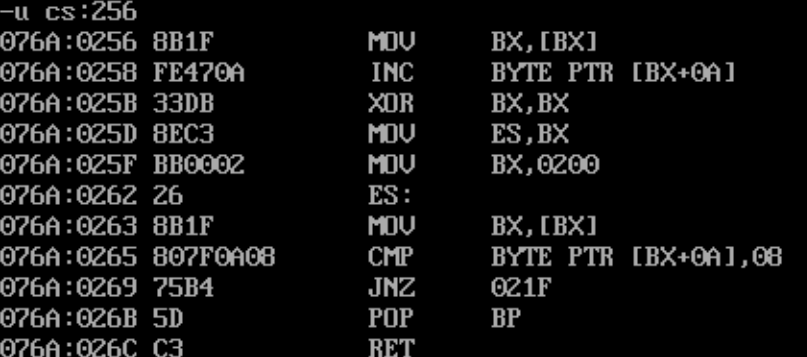 -u cs:256
076A:0256 8B1F MOV BX,[BX]
076A:0258 FE470A INC BYTE PTR [BX+0A]
076A:025B 33DB XOR BX,BX
076A:025D 8EC3 MOV ES,BX
076A:025F BB0002 MOV BX,0200
076A:0262 26 ES:
076A:0263 8B1F MOV BX,[BX]
076A:0265 807F0A08 CMP BYTE PTR [BX+0A],08
076A:0269 75B4 JNZ 021F
076A:026B 5D POP BP
076A:026C C3 RET